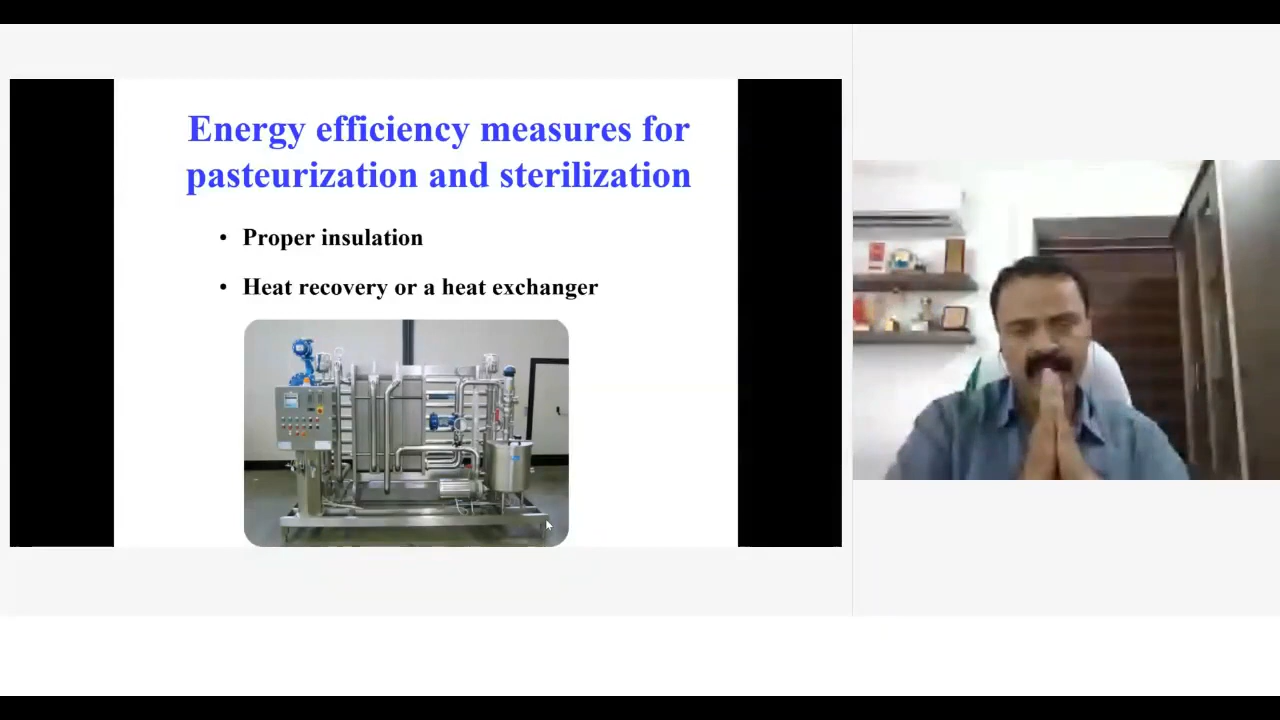 Energy efficiency measures for
pasteurization and sterilization
• Proper insulation
• Heat recovery or a heat exchanger